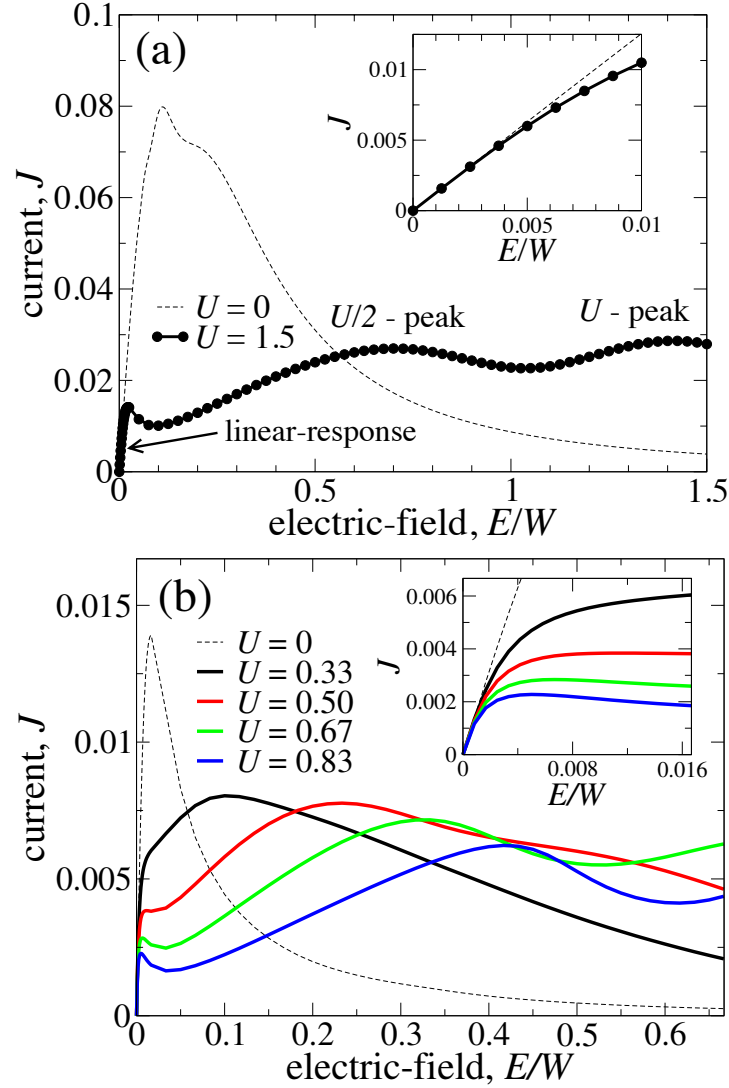 (a)
0.01
0.005
0
J
0
0.005
0.01
E/W
0.08
0.06
0.04
0.02
0
current, J
U = 0
U = 1.5
U/2 - peak
U - peak
linear-response
0
0.5
1
1.5
electric-field, E/W
(b)
0.006
0.004
0.002
0
J
0
0.008
0.016
E/W
0.015
0.01
0.005
0
current, J
U = 0
U = 0.33
U = 0.50
U = 0.67
U = 0.83
0
0.1
0.2
0.3
0.4
0.5
0.6
electric-field, E/W